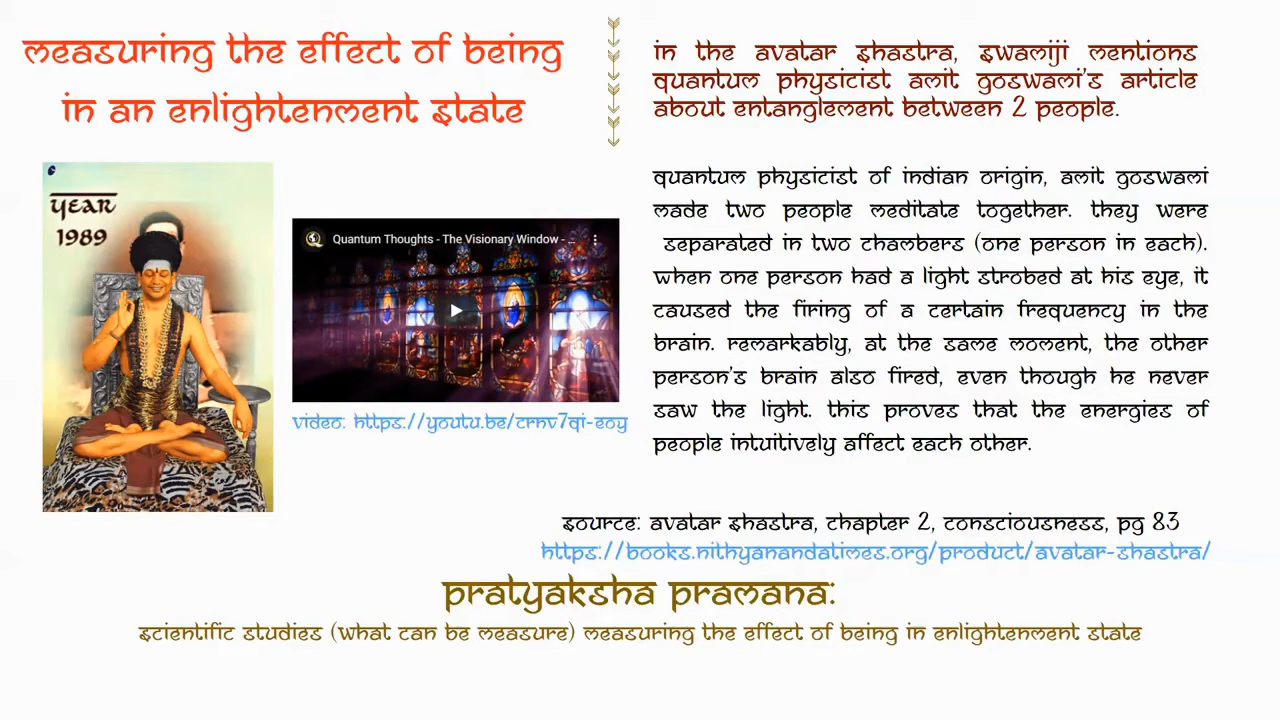 measuring the effect of being
in an enlightenment state
in the avatar shastra, swamiji mentions
quantum physicist amit goswami's article
about entanglement between 2 people.
YEAR
1989
Quantum Thoughts - The Visionary Window - ...
video: https://youtu.be/crnv7qi-eoy
quantum physicist of indian origin, amit goswami
made two people meditate together. they were
separated in two chambers (one person in each).
when one person had a light strobed at his eye, it
caused the firing of a certain frequency in the
brain. remarkably, at the same moment, the other
person's brain also fired, even though he never
saw the light. this proves that the energies of
people intuitively affect each other.
source: avatar shastra, chapter 2, consciousness, pg 83
https://books.nithyanandatimes.org/product/avatar-shastra/
pratyaksha pramana:
scientific studies (what can be measure) measuring the effect of being in enlightenment state